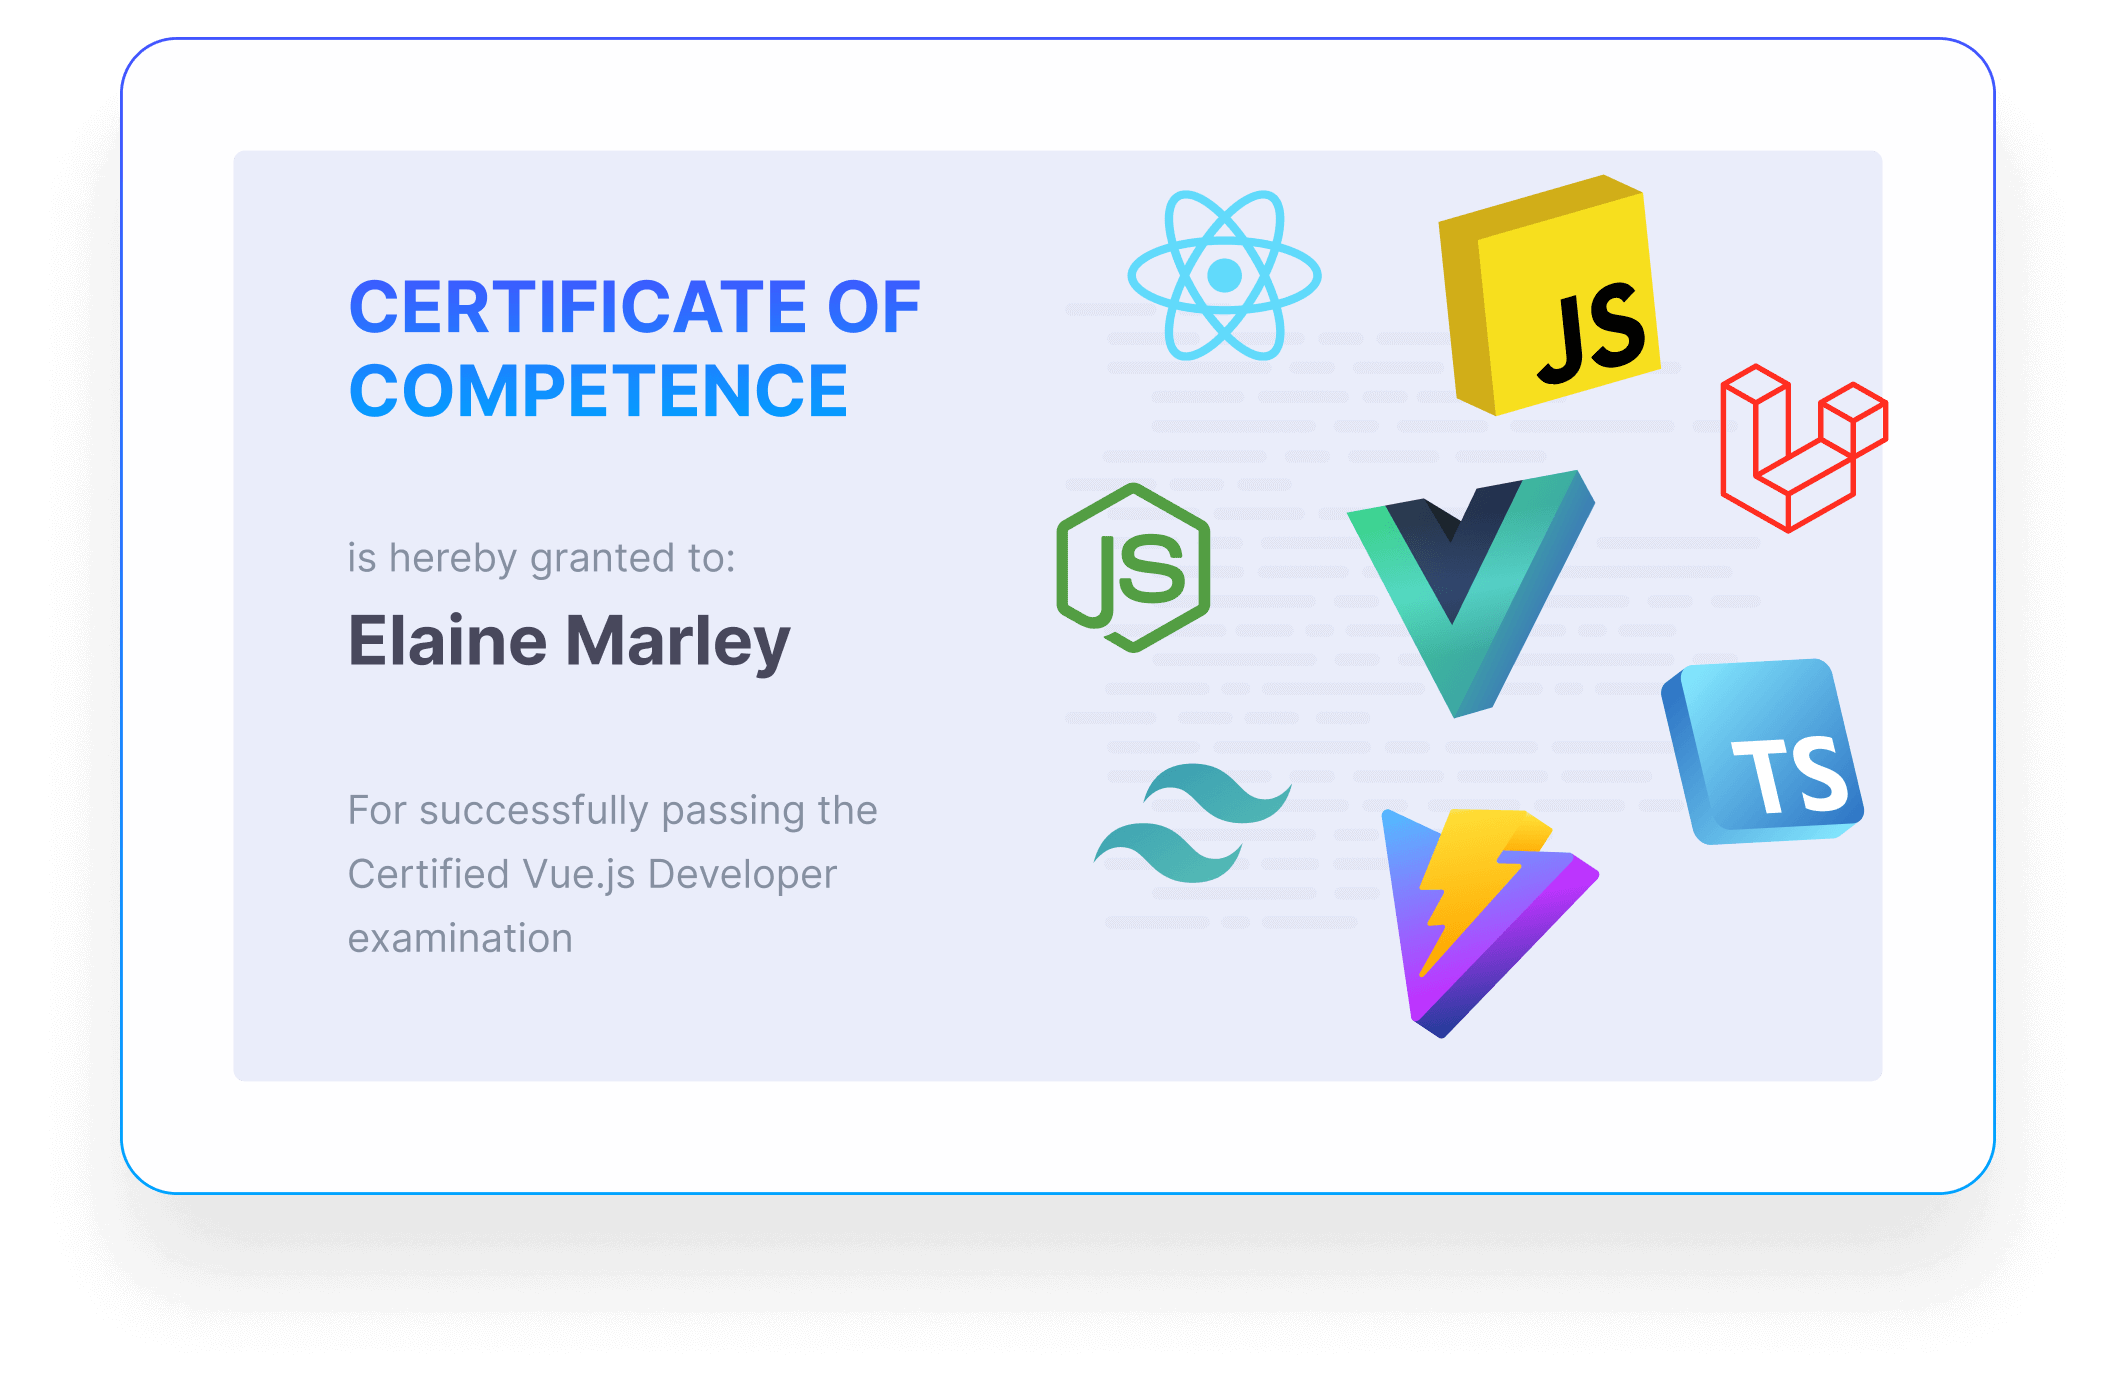 CERTIFICATE OF
COMPETENCE
is hereby granted to:
Elaine Marley
For successfully passing the
Certified Vue.js Developer
examination
JS
JS
TS